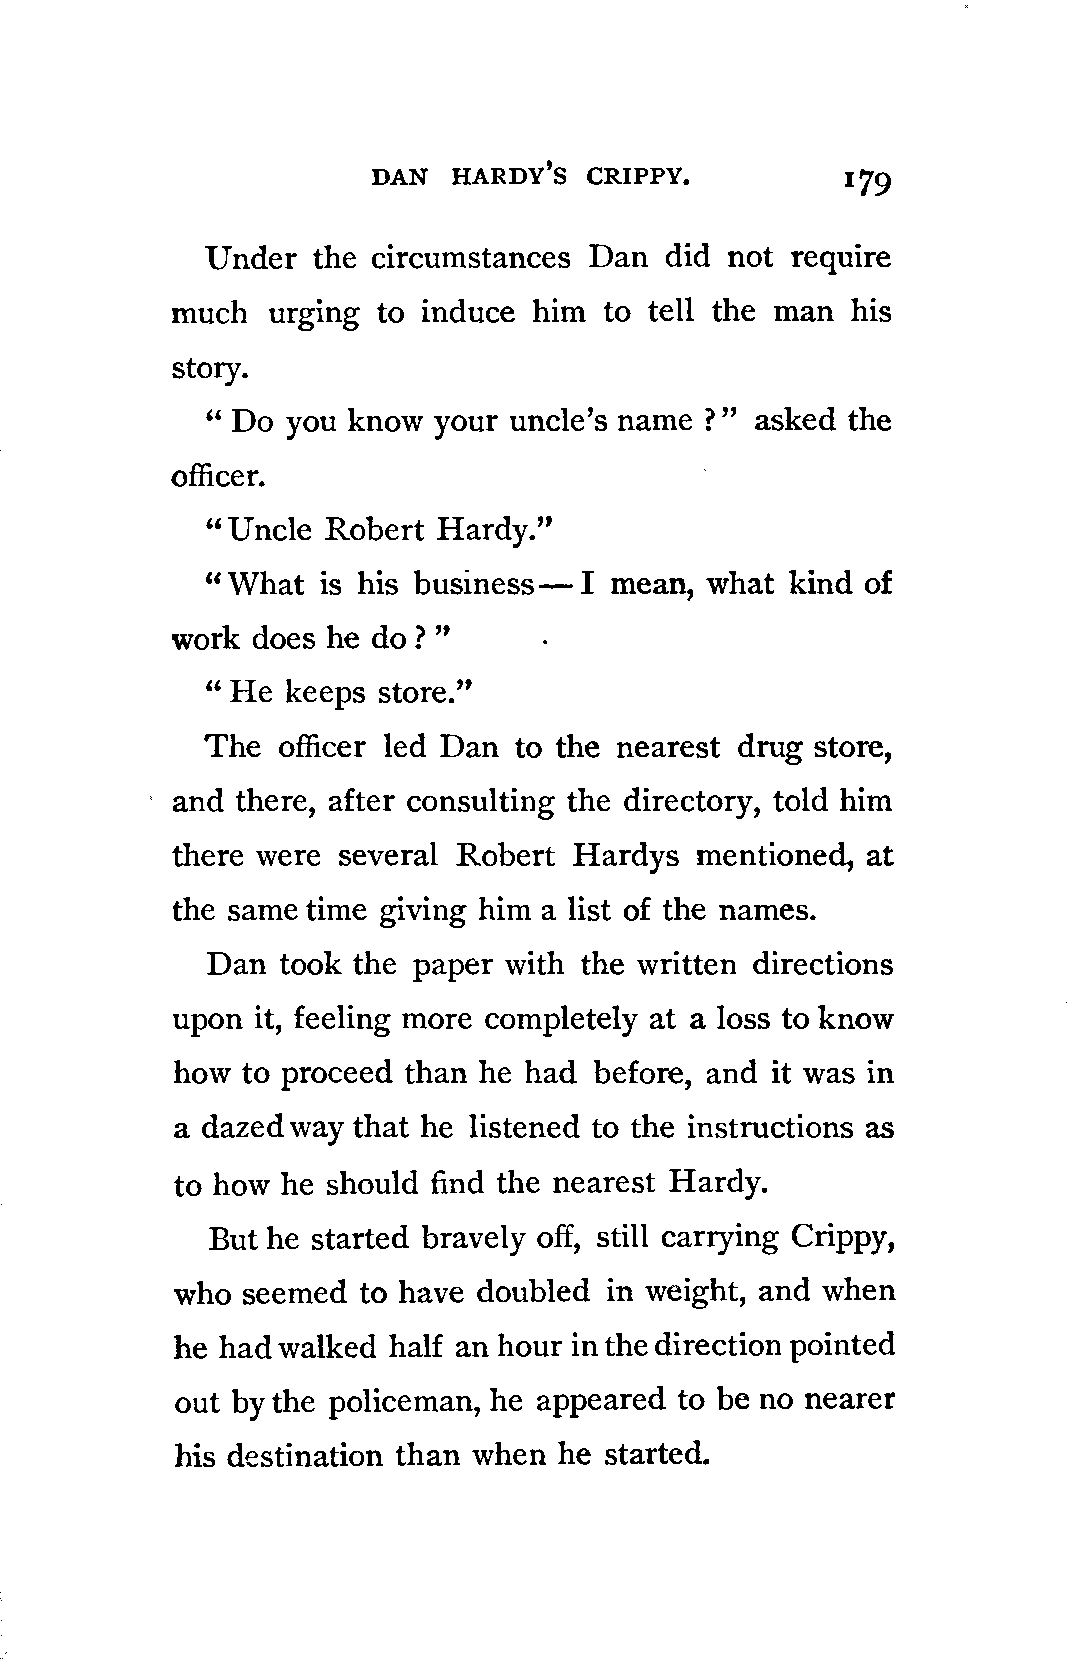 DAN HARDY'S CRIPPY. 179
Under the circumstances Dan did not require
much urging to induce him to tell the man his
story.
" Do you know your uncle's name ? " asked the
officer.
"Uncle Robert Hardy."
"What is his business— I mean, what kind of
work does he do ? "
" He keeps store."
The officer led Dan to the nearest drug store,
and there, after consulting the directory, told him
there were several Robert Hardys mentioned, at
the same time giving him a list of the names.
Dan took the paper with the written directions
upon it, feeling more completely at a loss to know
how to proceed than he had before, and it was in
a dazed way that he listened to the instructions as
to how he should find the nearest Hardy.
But he started bravely off, still carrying Crippy,
who seemed to have doubled in weight, and when
he had walked half an hour in the direction pointed
out by the policeman, he appeared to be no nearer
his destination than when he started.